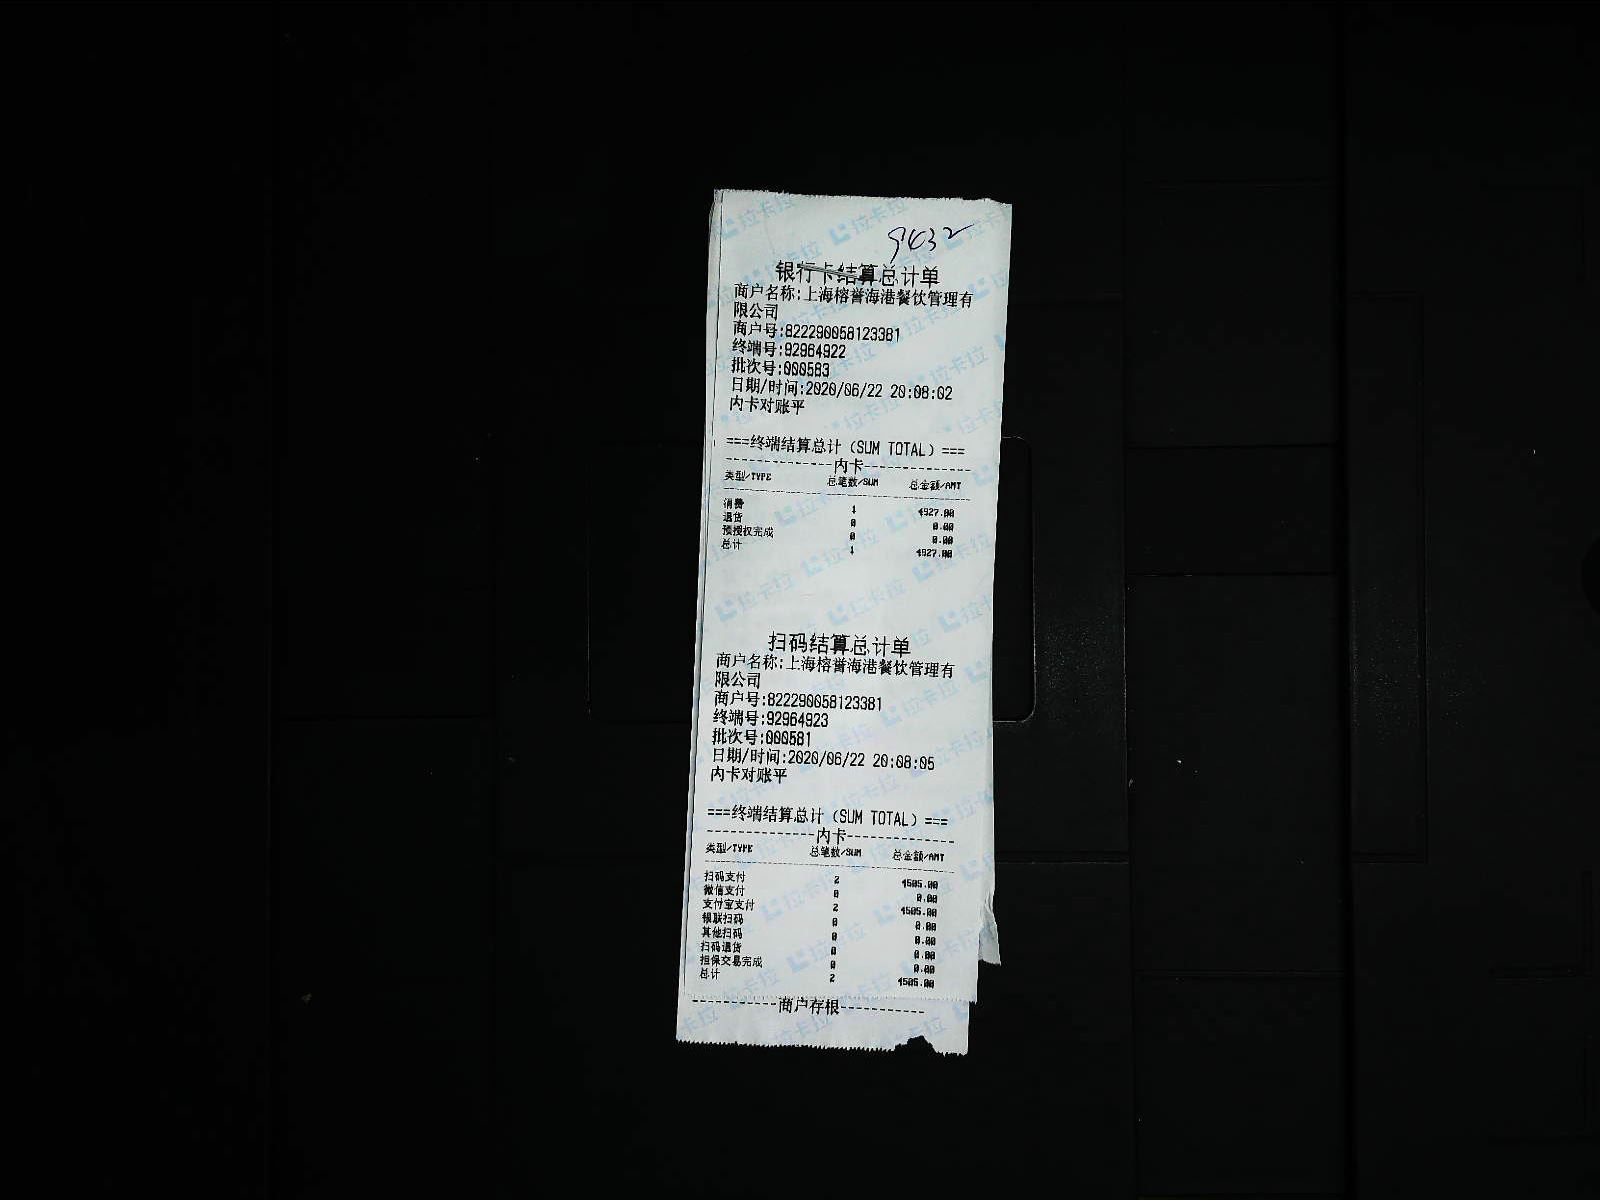 9432
银行卡结算总计单
商户名称:上海榕誉海港餐饮管理有
限公司
商户号:822290058123381
终端号:92964922
批次号:000583
日期/时间:2020/06/22 20:08:02
内卡对账平
===终端结算总计(SUM TOTAL)===
------------内卡------------
类型/TYPE 总笔数/SUM 总金额/AMT
消费 1 4927.00
退货 0 0.00
预授权完成 0 0.00
总计 1 4927.00
扫码结算总计单
商户名称:上海榕誉海港餐饮管理有
限公司
商户号:822290058123381
终端号:92964923
批次号:000581
日期/时间:2020/06/22 20:08:05
内卡对账平
===终端结算总计(SUM TOTAL)===
------------内卡------------
类型/TYPE 总笔数/SUM 总金额/AMT
扫码支付 2 4505.00
微信支付 0 0.00
支付宝支付 2 4505.00
银联扫码 0 0.00
其他扫码 0 0.00
扫码退货 0 0.00
担保交易完成 0 0.00
总计 2 4505.00
----------商户存根----------
拉卡拉